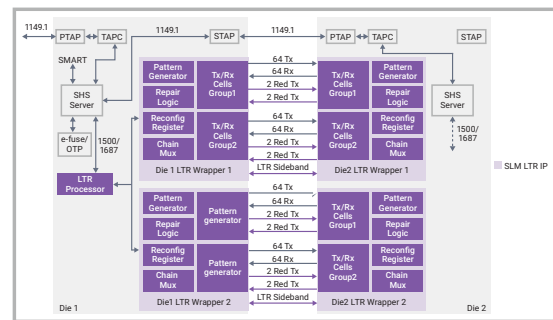 1149.1
1149.1
1149.1
PTAP
TAPC
STAP
PTAP
TAPC
STAP
SMART
SHS
Server
e-fuse/
OTP
1500/
1687
LTR
Processor
Pattern
Generator
Repair
Logic
Tx/Rx
Cells
Group1
Reconfig
Register
Chain
Mux
Tx/Rx
Cells
Group2
Die 1 LTR Wrapper 1
64 Tx
64 Rx
2 Red Tx
2 Red Tx
64 Tx
64 Rx
2 Red Tx
2 Red Tx
LTR Sideband
Tx/Rx
Cells
Group1
Pattern
Generator
Repair
Logic
Tx/Rx
Cells
Group2
Reconfig
Register
Chain
Mux
Die2 LTR Wrapper 1
SHS
Server
1500/
1687
SLM LTR IP
Pattern
Generator
Repair
Logic
Pattern
generator
Reconfig
Register
Chain
Mux
Pattern
generator
Die1 LTR Wrapper 2
64 Tx
64 Rx
2 Red Tx
2 Red Tx
64 Tx
64 Rx
2 Red Tx
2 Red Tx
LTR Sideband
Tx/Rx
Cells
Group1
Pattern
Generator
Repair
Logic
Tx/Rx
Cells
Group2
Reconfig
Register
Chain
Mux
Die2 LTR Wrapper 2
Die 1
Die 2